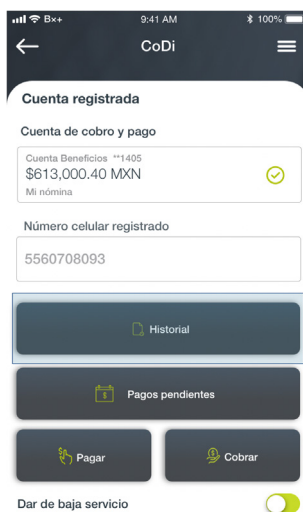 B×+ 9:41 AM 100%
CoDi
Cuenta registrada
Cuenta de cobro y pago
Cuenta Beneficios **1405
$613,000.40 MXN
Mi nómina
Número celular registrado
5560708093
Historial
Pagos pendientes
Pagar Cobrar
Dar de baja servicio